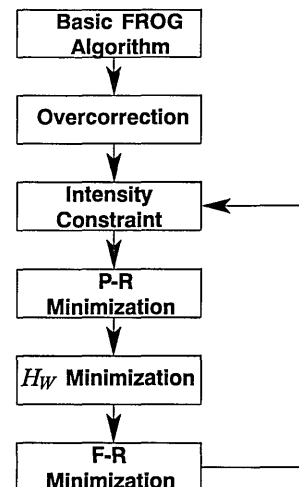 Basic FROG
Algorithm
Overcorrection
Intensity
Constraint
P-R
Minimization
H_W Minimization
F-R
Minimization